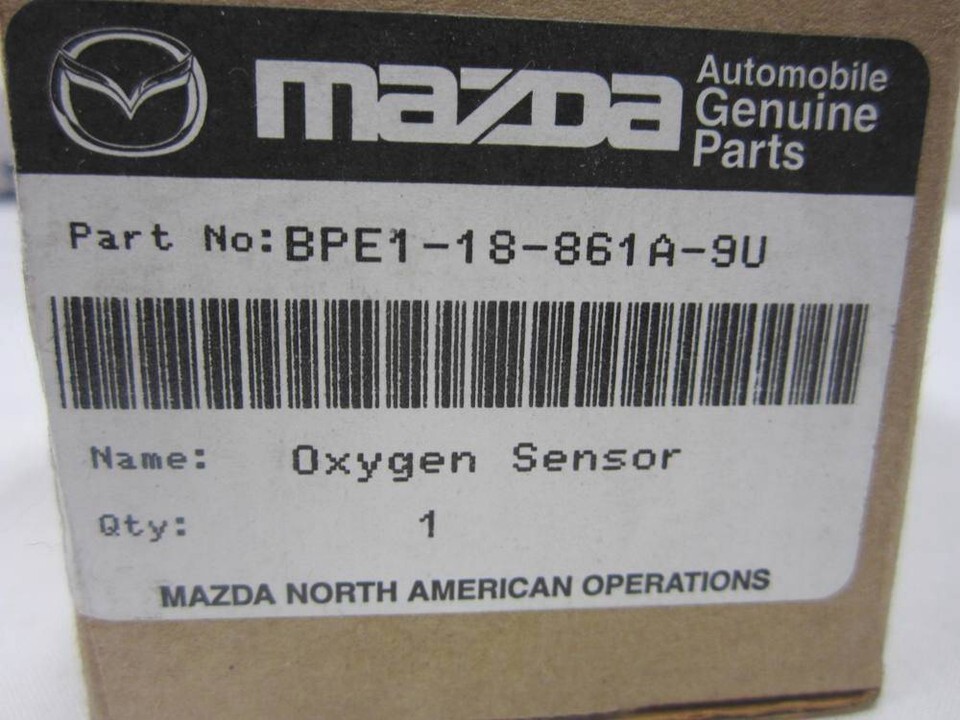 mazda
Automobile
Genuine
Parts
Part No:BPE1-18-861A-9U
Name: Oxygen Sensor
Qty: 1
MAZDA NORTH AMERICAN OPERATIONS